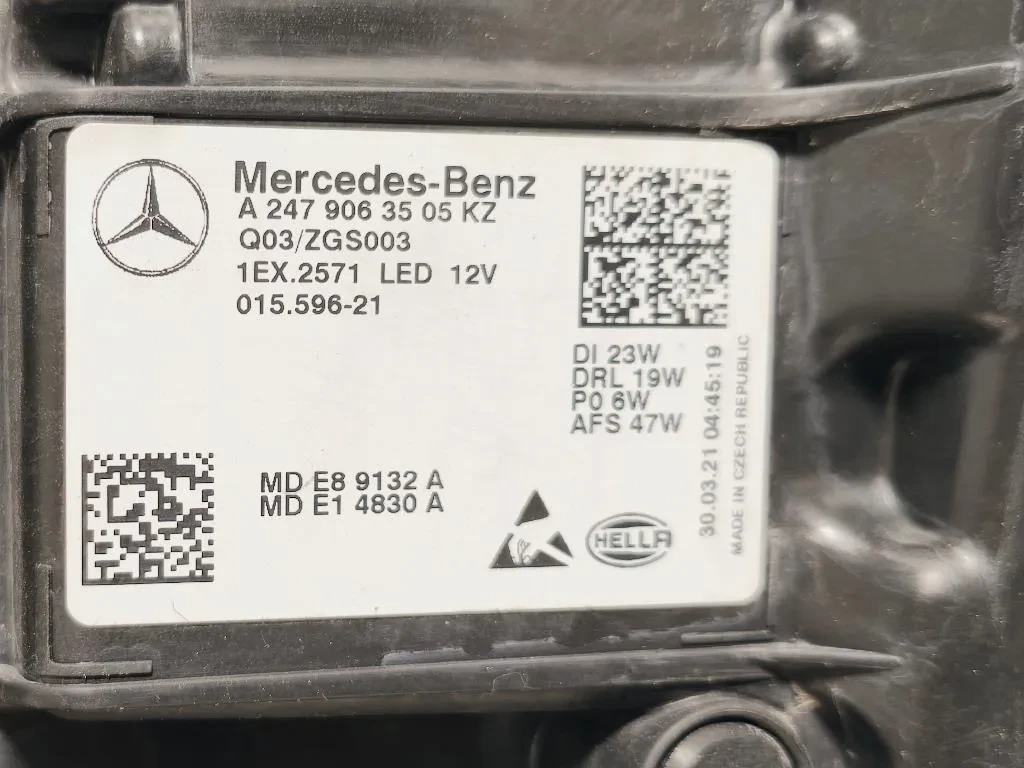 Mercedes-Benz
A 247 906 35 05 KZ
Q03/ZGS003
1EX.2571 LED 12V
015.596-21
DI 23W
DRL 19W
PO 6W
AFS 47W
30.03.21 04:45:19
MADE IN CZECH REPUBLIC
MD E8 9132 A
MD E1 4830 A
HELLA